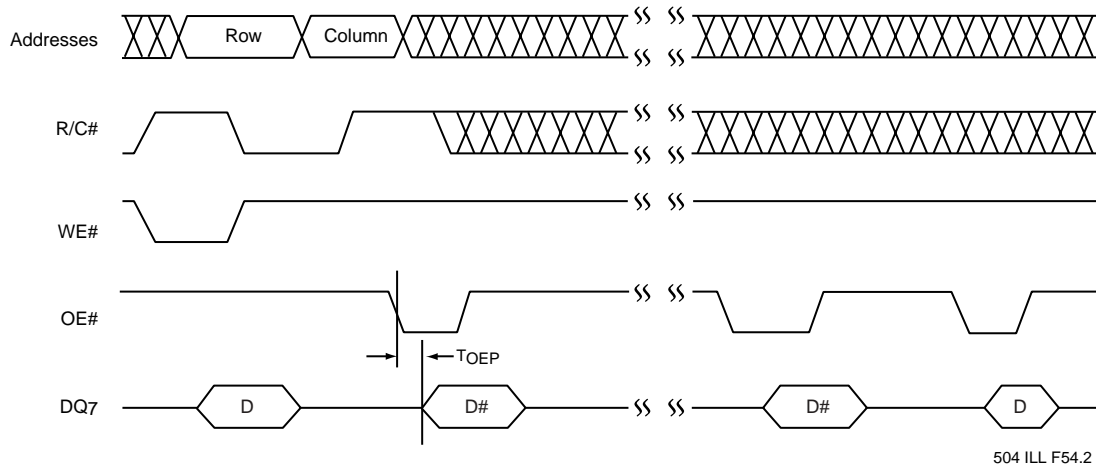 Addresses
Row
Column
R/C#
WE#
OE#
TOEP
DQ7
D
D#
D#
D
504 ILL F54.2